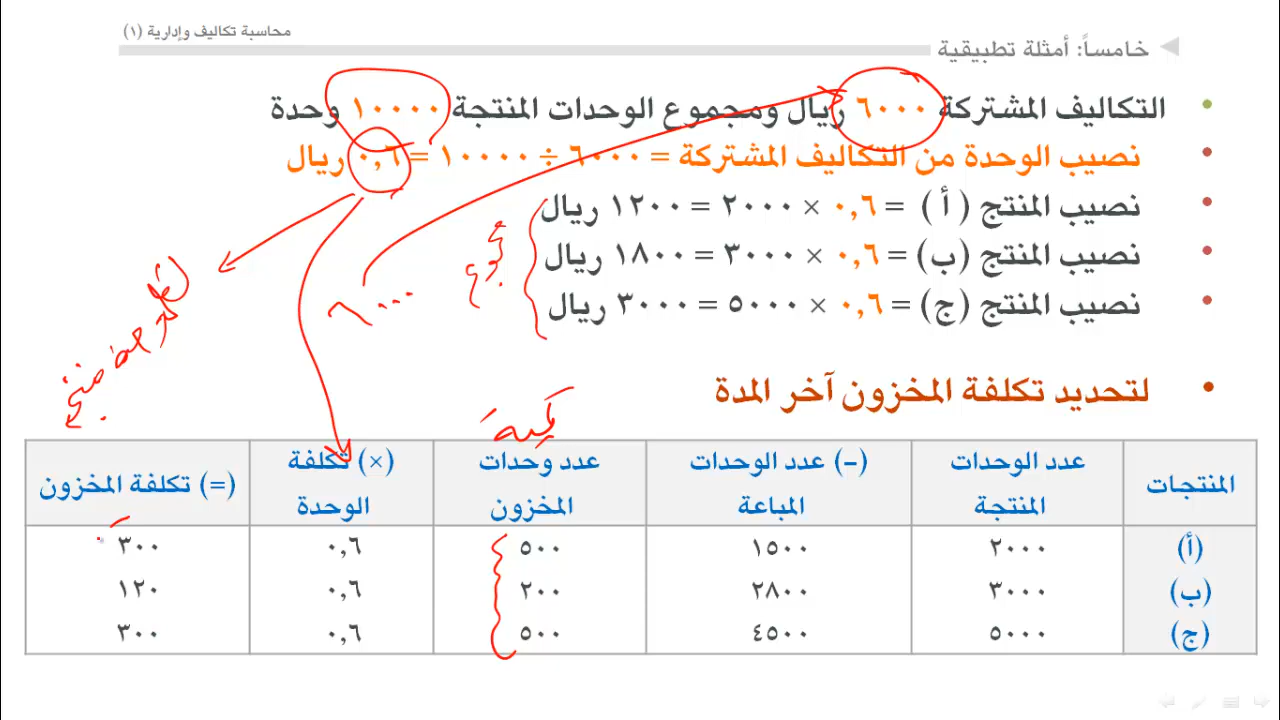 محاسبة تكاليف وإدارية (١)
خامساً: أمثلة تطبيقية
التكاليف المشتركة ٦٠٠٠ ريال ومجموع الوحدات المنتجة ١٠٠٠٠ وحدة
نصيب الوحدة من التكاليف المشتركة = ٦٠٠٠ ÷ ١٠٠٠٠ = ٠,٦ ريال
نصيب المنتج (أ) = ٠,٦ × ٢٠٠٠ = ١٢٠٠ ريال
نصيب المنتج (ب) = ٠,٦ × ٣٠٠٠ = ١٨٠٠ ريال
نصيب المنتج (ج) = ٠,٦ × ٥٠٠٠ = ٣٠٠٠ ريال
مجموع
٦٠٠٠
لتحديد تكلفة المخزون آخر المدة
كمية
المنتجات عدد الوحدات المنتجة (-) عدد الوحدات المباعة عدد وحدات المخزون (×) تكلفة الوحدة (=) تكلفة المخزون
(أ) ٢٠٠٠ ١٥٠٠ ٥٠٠ ٠,٦ ٣٠٠
(ب) ٣٠٠٠ ٢٨٠٠ ٢٠٠ ٠,٦ ١٢٠
(ج) ٥٠٠٠ ٤٥٠٠ ٥٠٠ ٠,٦ ٣٠٠